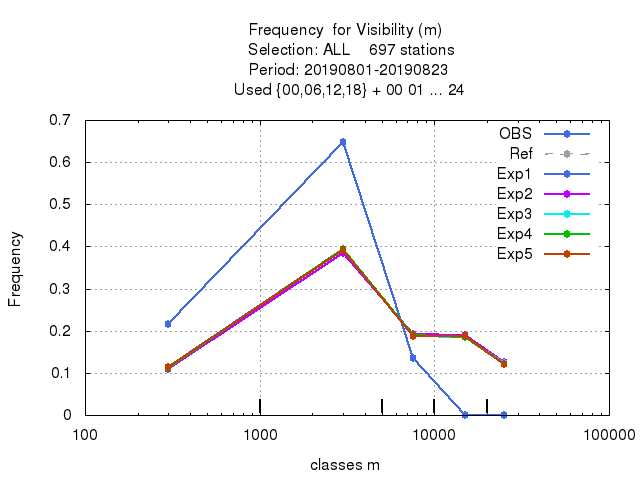 Frequency  for Visibility (m)
Selection: ALL    697 stations
Period: 20190801-20190823
Used {00,06,12,18} + 00 01 ... 24
0.7
0.6
0.5
0.4
0.3
0.2
0.1
0
Frequency
OBS
Ref
Exp1
Exp2
Exp3
Exp4
Exp5
100 1000 10000 100000
classes m